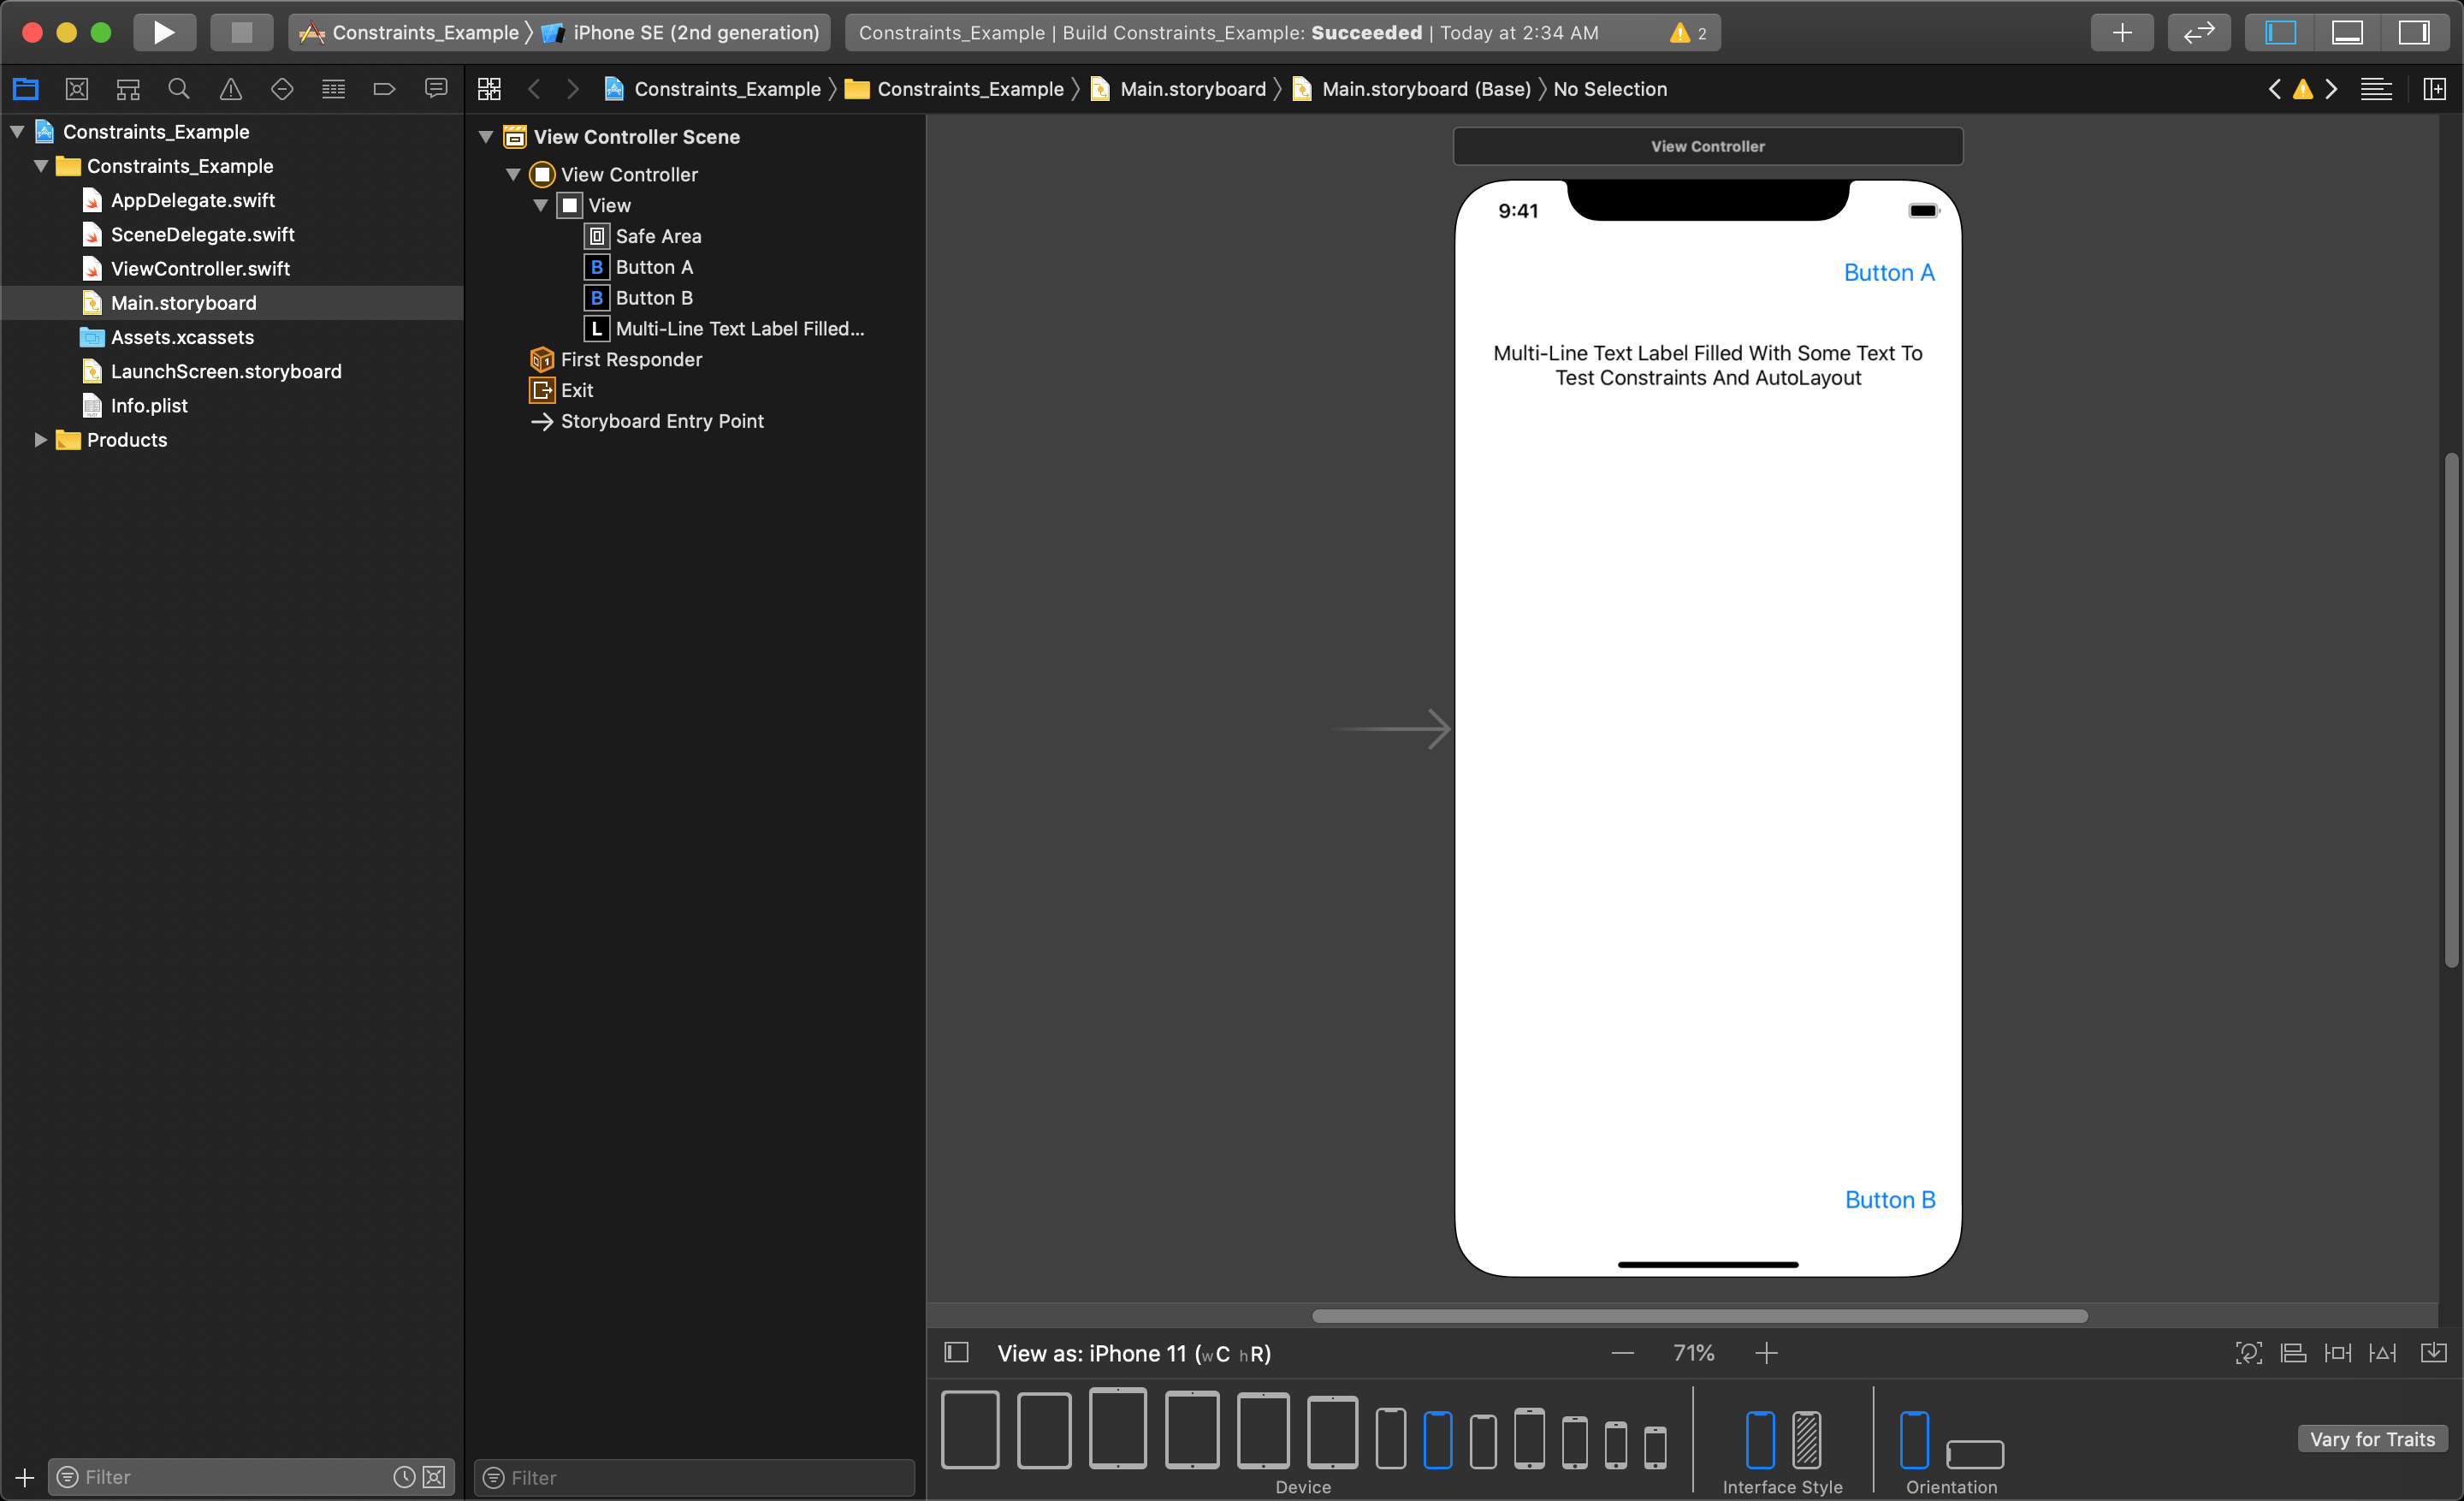 Constraints_Example iPhone SE (2nd generation)
Constraints_Example | Build Constraints_Example: Succeeded | Today at 2:34 AM
2
Constraints_Example Constraints_Example Main.storyboard Main.storyboard (Base) No Selection
Constraints_Example
Constraints_Example
AppDelegate.swift
SceneDelegate.swift
ViewController.swift
Main.storyboard
Assets.xcassets
LaunchScreen.storyboard
Info.plist
Products
Filter
View Controller Scene
View Controller
View
Safe Area
B Button A
B Button B
L Multi-Line Text Label Filled...
First Responder
Exit
Storyboard Entry Point
Filter
View Controller
9:41
Button A
Multi-Line Text Label Filled With Some Text To
Test Constraints And AutoLayout
Button B
View as: iPhone 11 (wC hR)
71%
Device
Interface Style
Orientation
Vary for Traits